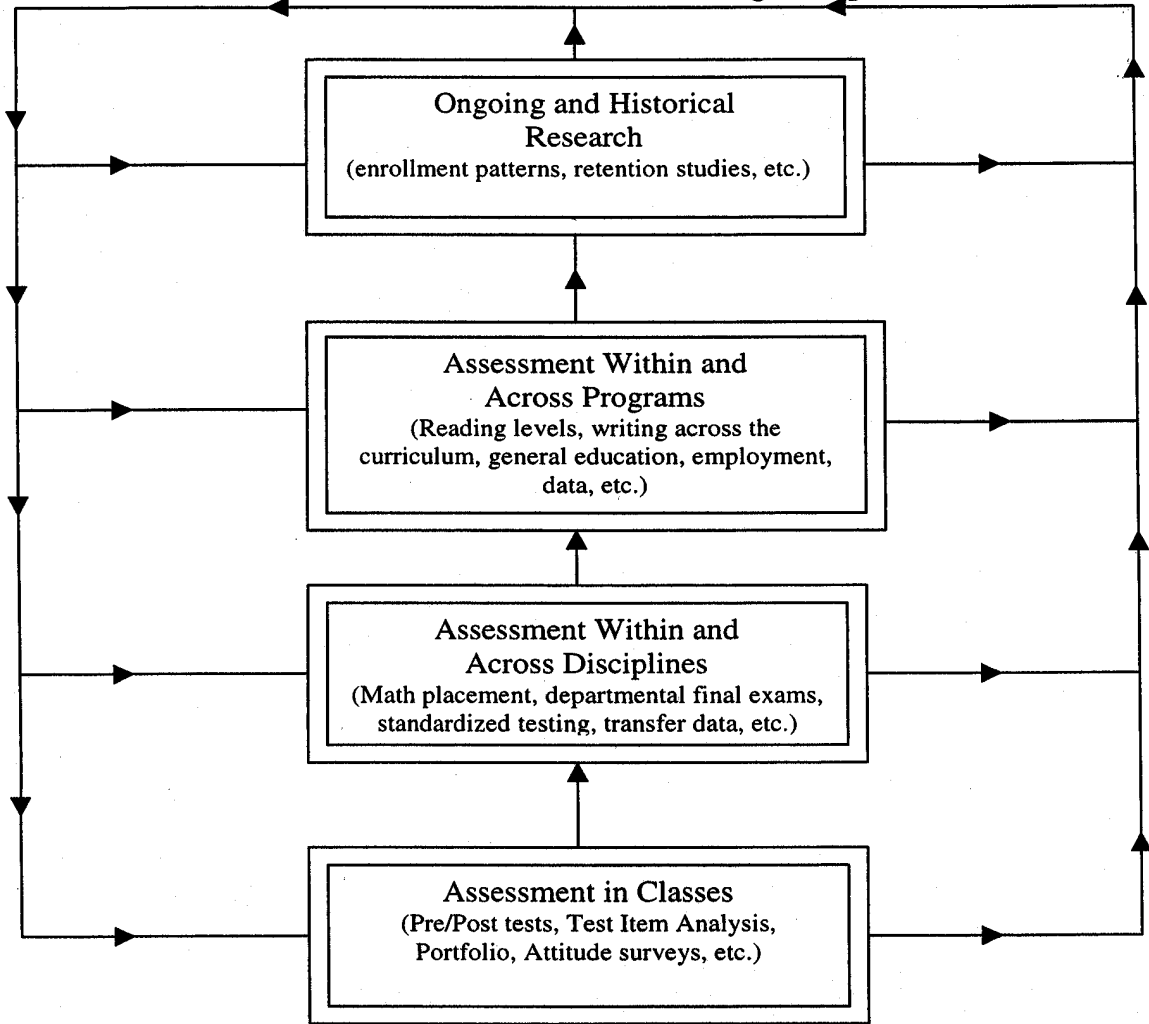 Ongoing and Historical
Research
(enrollment patterns, retention studies, etc.)
Assessment Within and
Across Programs
(Reading levels, writing across the
curriculum, general education, employment,
data, etc.)
Assessment Within and
Across Disciplines
(Math placement, departmental final exams,
standardized testing, transfer data, etc.)
Assessment in Classes
(Pre/Post tests, Test Item Analysis,
Portfolio, Attitude surveys, etc.)